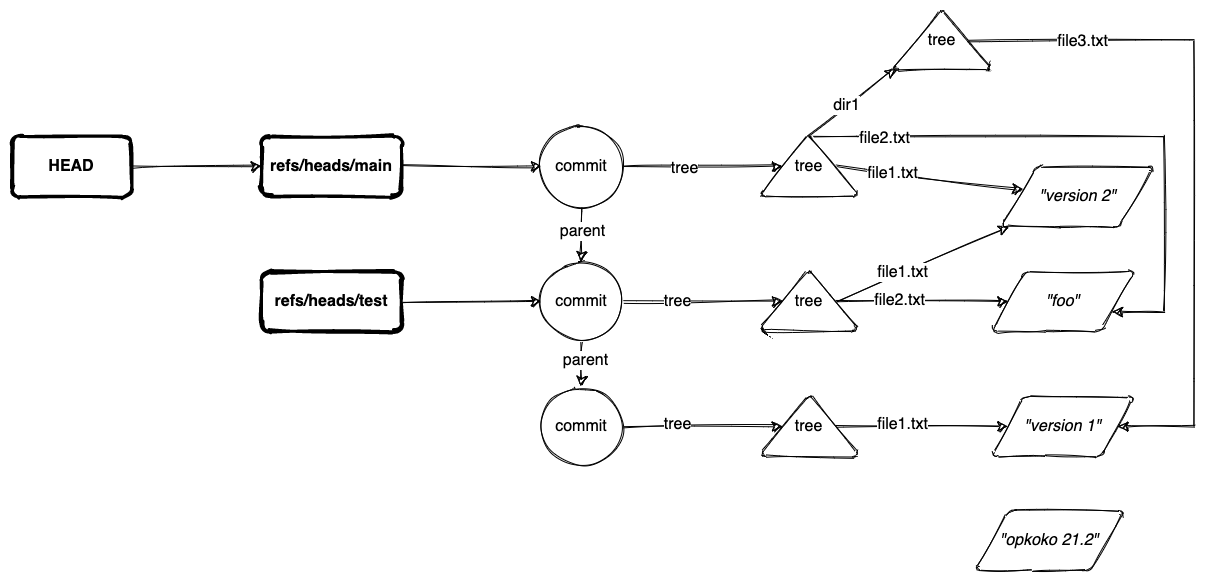 tree
file3.txt
dir1
HEAD
refs/heads/main
commit
tree
tree
file2.txt
file1.txt
"version 2"
parent
refs/heads/test
commit
tree
tree
file1.txt
file2.txt
"foo"
parent
commit
tree
tree
file1.txt
"version 1"
"opkoko 21.2"